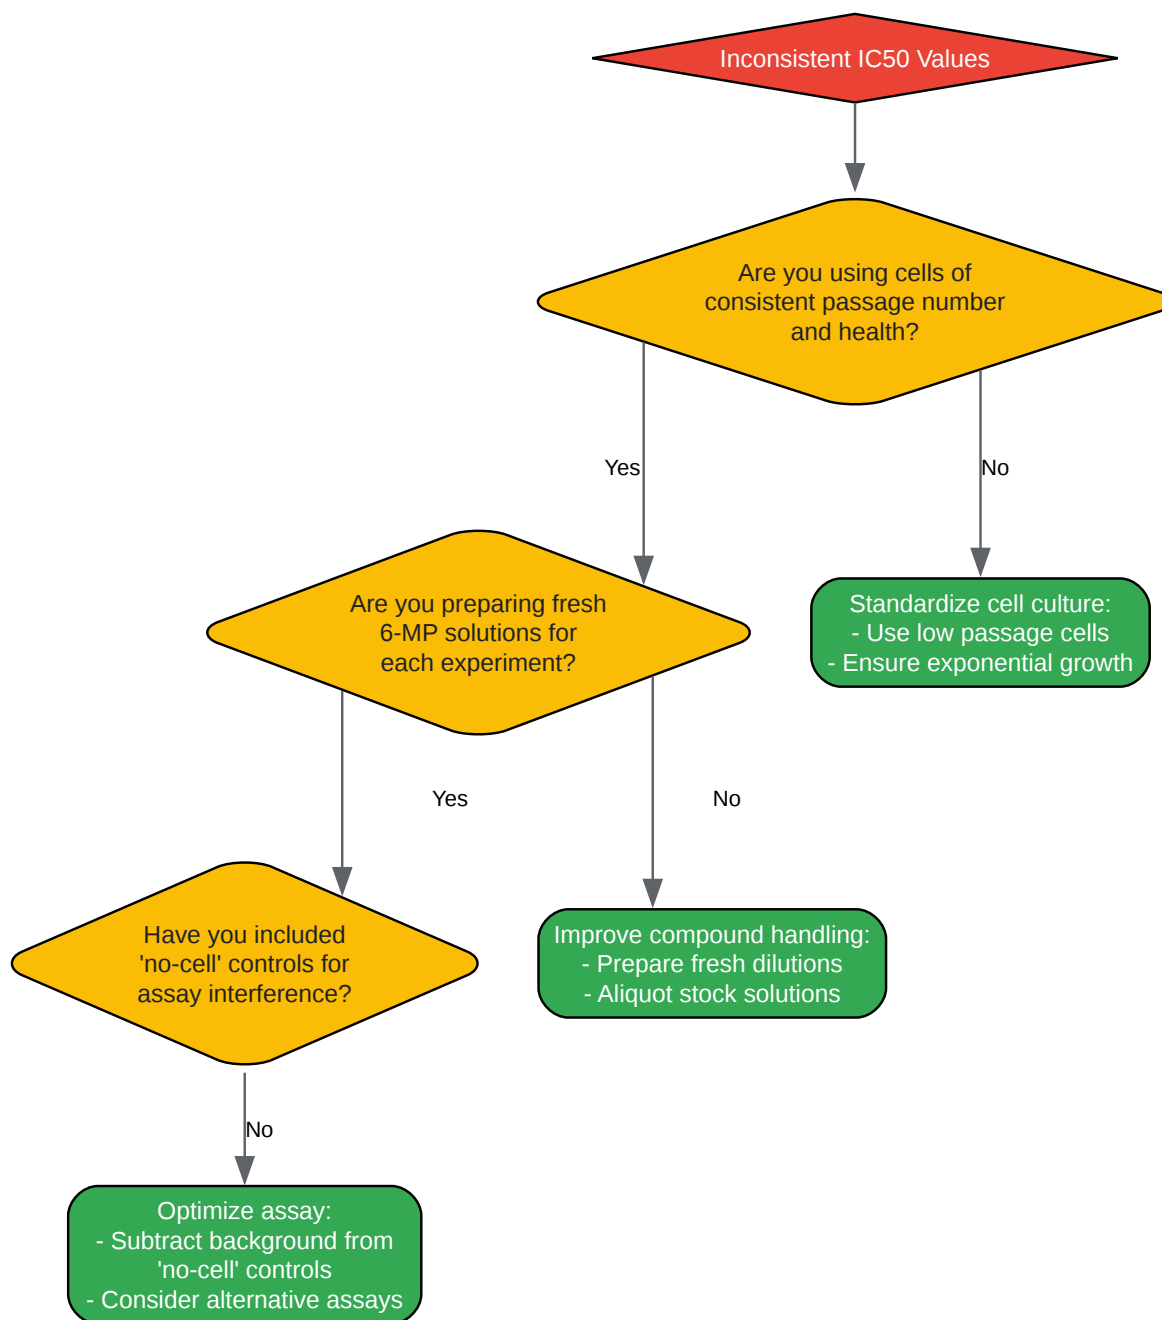 Inconsistent IC50 Values
Are you using cells of
consistent passage number
and health?
Yes
No
Are you preparing fresh
6-MP solutions for
each experiment?
Standardize cell culture:
- Use low passage cells
- Ensure exponential growth
Yes
No
Have you included
'no-cell' controls for
assay interference?
Improve compound handling:
- Prepare fresh dilutions
- Aliquot stock solutions
No
Optimize assay:
- Subtract background from
'no-cell' controls
- Consider alternative assays